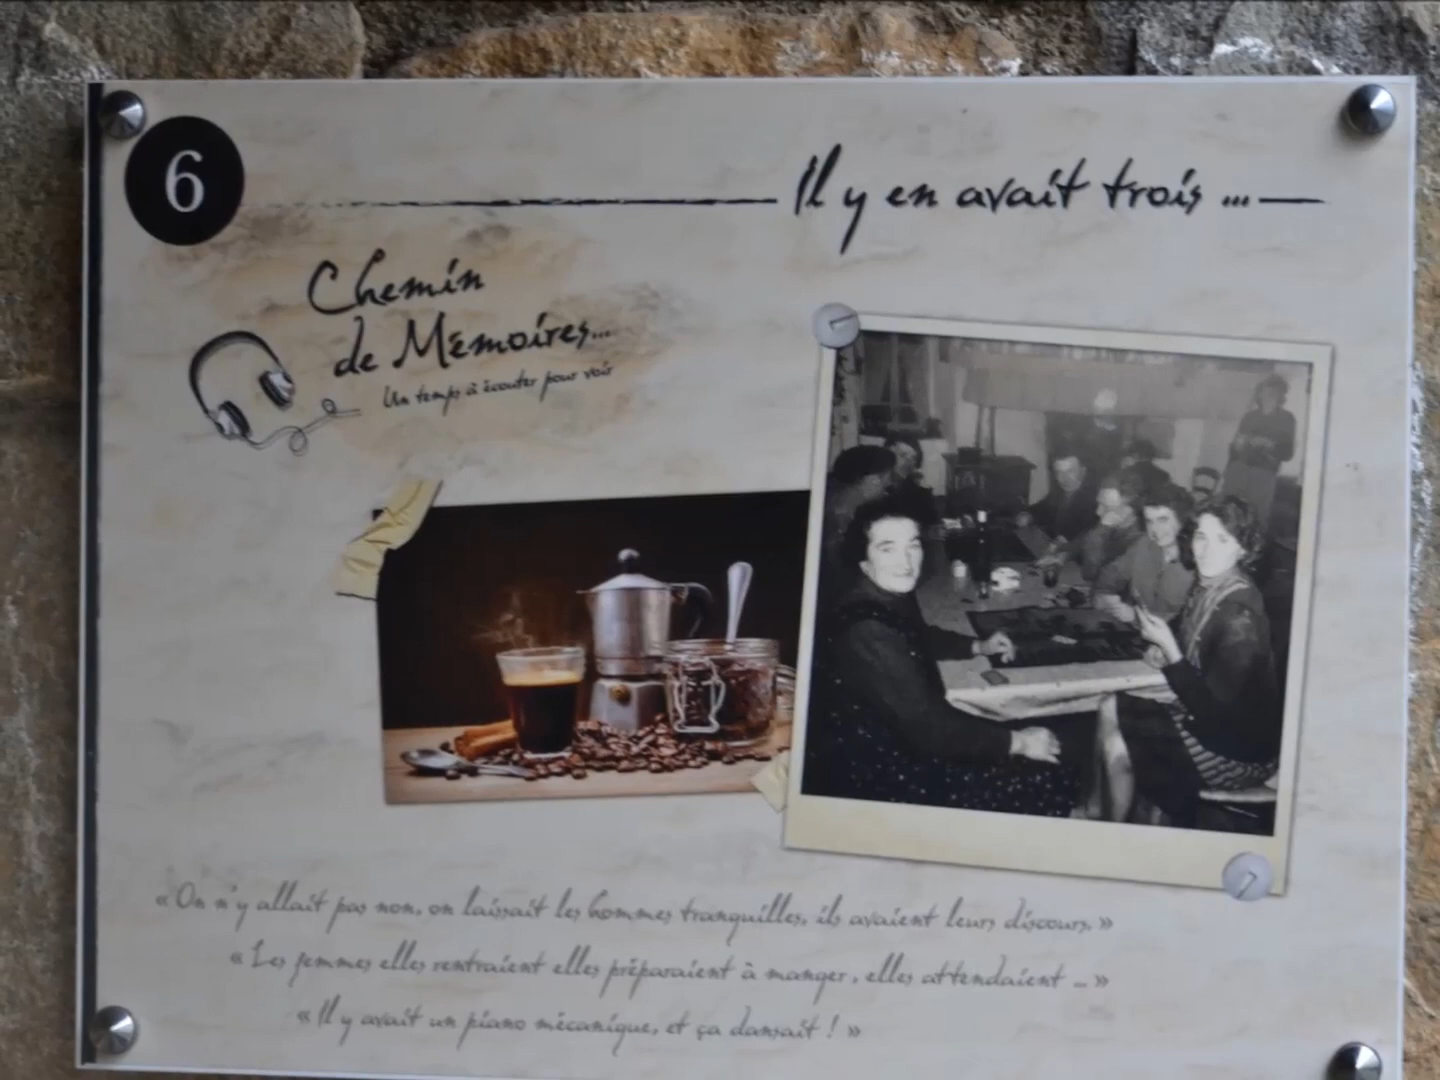 6
Il y en avait trois ...
Chemin
de Mémoires...
Un temps à écouter pour voir
« On n'y allait pas non, on laissait les hommes tranquilles, ils avaient leurs discours. »
« Les femmes elles rentraient elles préparaient à manger, elles attendaient ... »
« Il y avait un piano mécanique, et ça dansait ! »